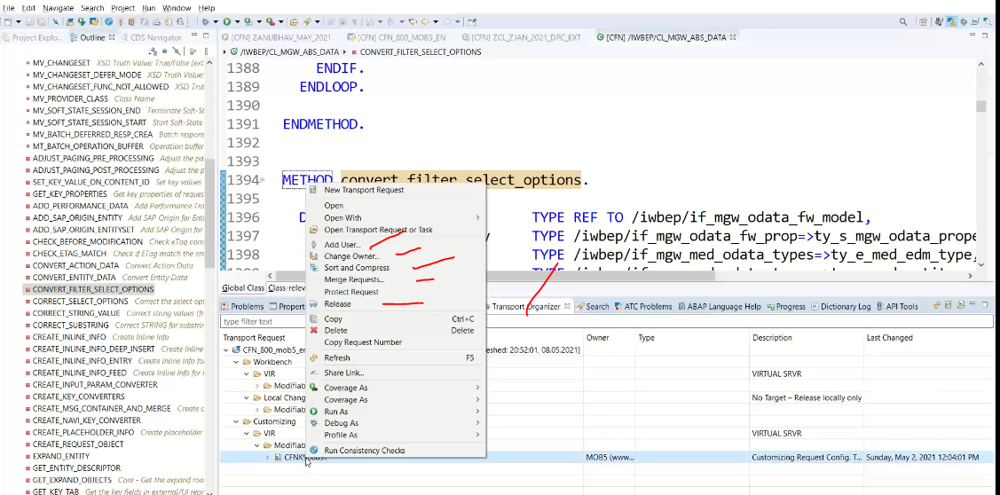 File Edit Navigate Search Project Run Window Help
Project Explo... Outline CDS Navigator
[CFN] ZANUBHAV_MAY_2021 [CFN] CFN_800_MOB5_EN [CFN] ZCL_ZJAN_2021_DPC_EXT [CFN] /IWBEP/CL_MGW_ABS_DATA
/IWBEP/CL_MGW_ABS_DATA CONVERT_FILTER_SELECT_OPTIONS
MV_CHANGESET XSD Truth Value: True/False (ext
MV_CHANGESET_DEFER_MODE XSD Truth
MV_CHANGESET_FUNC_NOT_ALLOWED XSD Tru
MV_PROVIDER_CLASS Class Name
MV_SOFT_STATE_SESSION_END Terminate Soft-St
MV_SOFT_STATE_SESSION_START Start Soft-State
MV_BATCH_DEFERRED_RESP_CREA Batch respons
MT_BATCH_OPERATION_BUFFER Operation buffer
ADJUST_PAGING_PRE_PROCESSING Adjust the pa
ADJUST_PAGING_POST_PROCESSING Adjust the p
SET_KEY_VALUE_ON_CONTENT_ID Set key value o
GET_KEY_PROPERTIES Get key properties of reques
ADD_PERFORMANCE_DATA Add performance da
ADD_SAP_ORIGIN_ENTITY Add SAP Origin for Entity
ADD_SAP_ORIGIN_ENTITYSET Add SAP Origin for E
CHECK_BEFORE_MODIFICATION Check eTag conc
CHECK_ETAG_MATCH Check if ETag match the en
CONVERT_ACTION_DATA Convert Action Data
CONVERT_ENTITY_DATA Convert Entity Data
CONVERT_FILTER_SELECT_OPTIONS
CORRECT_SELECT_OPTIONS Correct the select opti
CORRECT_STRING_VALUE Correct string values (f
CORRECT_SUBSTRING Correct string values for EDM
CREATE_INLINE_INFO Create Inline Info
CREATE_INLINE_INFO_DEEP_INSERT Create Inline I
CREATE_INLINE_INFO_ENTRY Create Inline Info for
CREATE_INLINE_INFO_FEED Create Inline Info for f
CREATE_INPUT_PARAM_CONVERTER
CREATE_KEY_CONVERTERS
CREATE_MSG_CONTAINER_AND_MERGE Create o
CREATE_NAVI_KEY_CONVERTER
CREATE_PLACEHOLDER_INFO Create placeholder
CREATE_REQUEST_OBJECT
EXPAND_ENTITY
GET_ENTITY_DESCRIPTOR
GET_EXPAND_OBJECTS Core - Get the expand roo
GET_KEY_TAB Get the key fields in external/UI repr
1388 ENDIF.
1389 ENDLOOP.
1390
1391 ENDMETHOD.
1392
1393
1394 METHOD convert_filter_select_options.
1395
1396 TYPE REF TO /iwbep/if_mgw_odata_fw_model,
1397 TYPE /iwbep/if_mgw_odata_fw_prop=>ty_s_mgw_odata_prope
1398 TYPE /iwbep/if_mgw_med_odata_types=>ty_e_med_edm_type,
New Transport Request
Open
Open With
Open Transport Request or Task
Add User...
Change Owner...
Sort and Compress
Merge Requests...
Protect Request
Release
Copy Ctrl+C
Delete Delete
Copy Request Number
Refresh F5
Share Link...
Coverage As
Coverage As
Run As
Debug As
Profile As
Run Consistency Checks
Global Class Class-relev
Problems Propert Transport Organizer Search ATC Problems ABAP Language Help Progress Dictionary Log API Tools
type filter text
Transport Request Owner Type Description Last Changed
CFN_800_mob5_en reshed: 20:52:01, 08.05.2021]
Workbench
VIR VIRTUAL SRVR
Modifiab
Local Chang No Target – Release locally only
Modifiab
Customizing
VIR VIRTUAL SRVR
Modifiab
MOB5 (www... Customizing Request Config. T... Sunday, May 2, 2021 12:04:01 PM